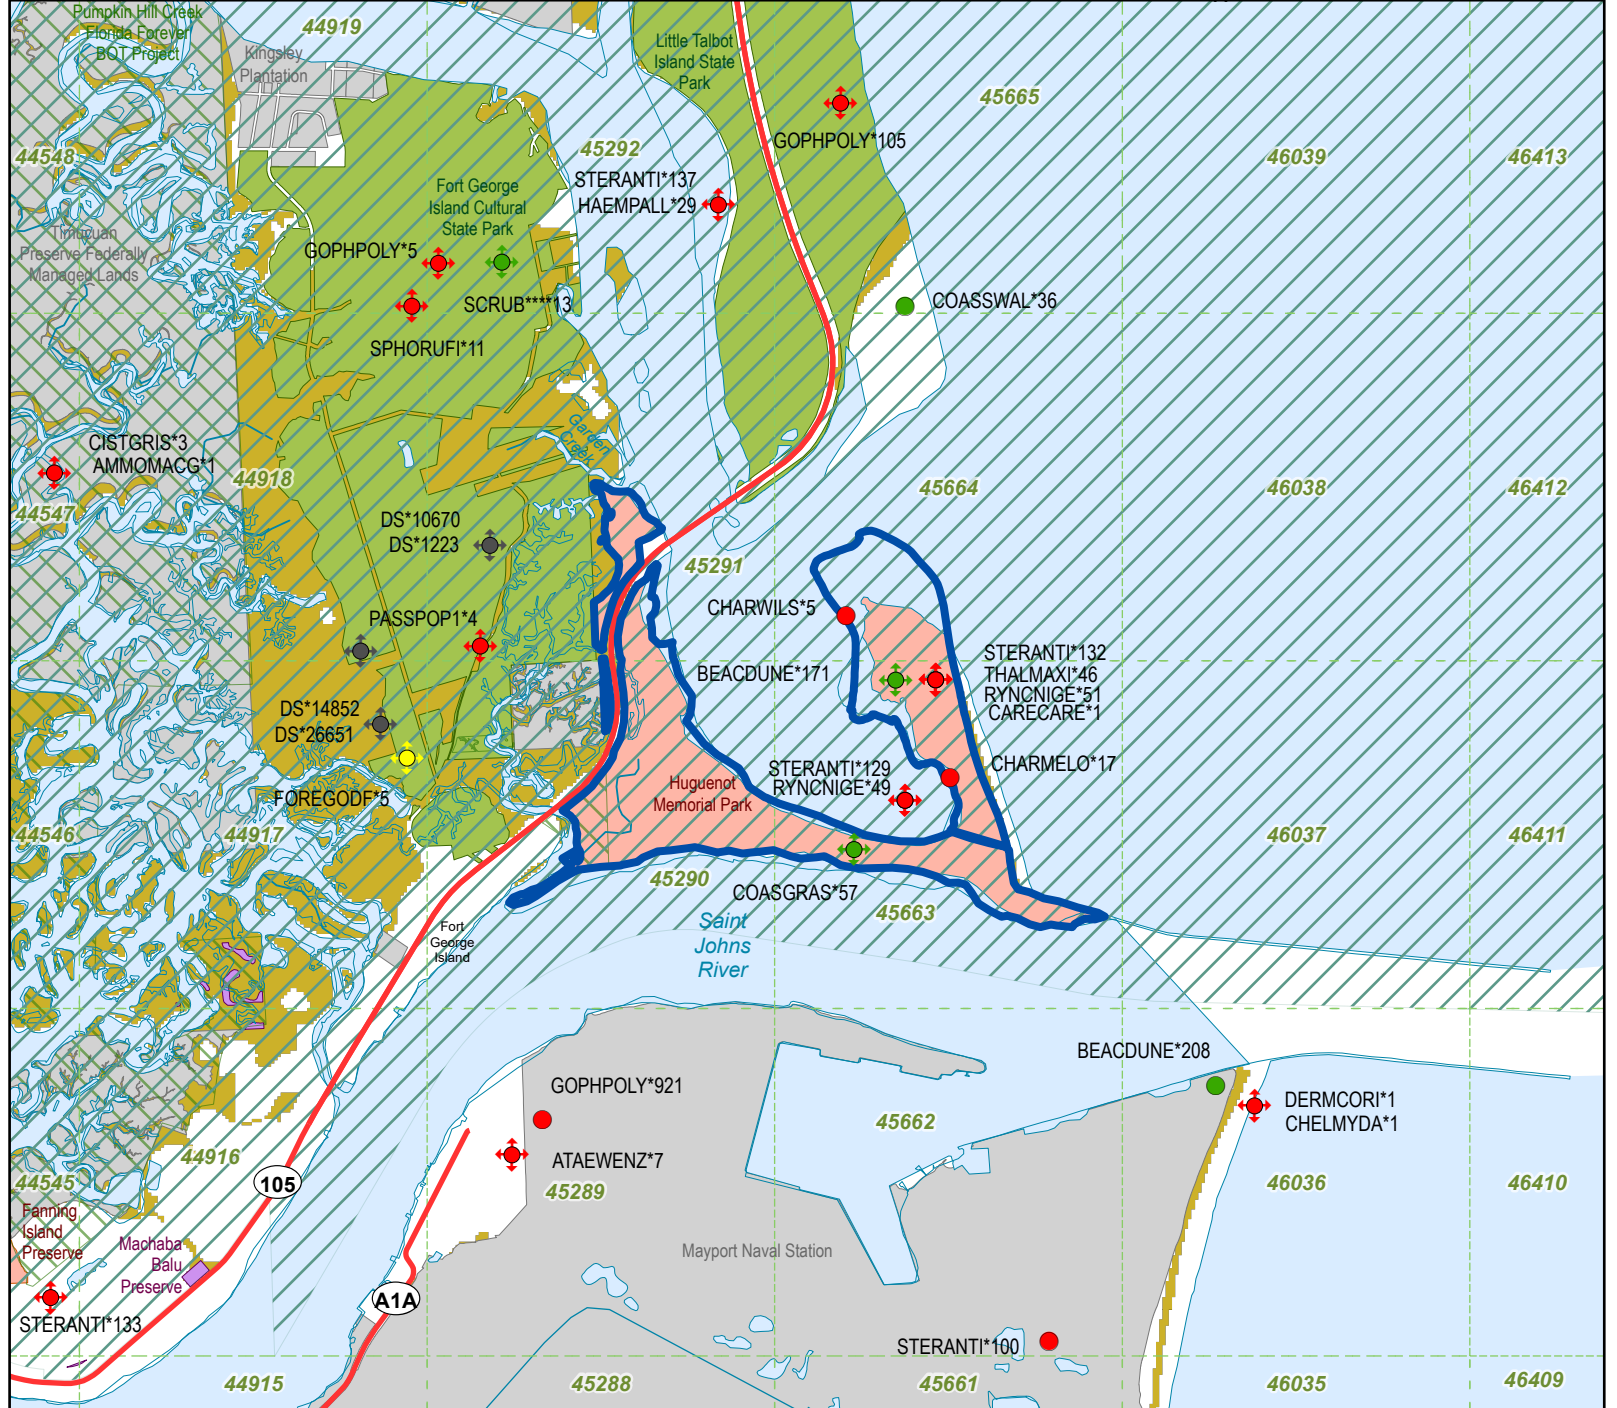 Pumpkin Hill Creek
Florida Forever
BOT Project
44919
Kingsley
Plantation
Little Talbot
Island State
Park
45665
GOPHPOLY*105
44548
45292
46039
46413
STERANTI*137
HAEMPALL*29
Fort George
Island Cultural
State Park
Timucuan
Preserve Federally
Managed Lands
GOPHPOLY*5
SCRUB****13
COASSWAL*36
SPHORUFI*11
Garden
Creek
CISTGRIS*3
AMMOMACG*1
44918
45664
46038
46412
44547
DS*10670
DS*1223
45291
CHARWILS*5
PASSPOP1*4
BEACDUNE*171
STERANTI*132
THALMAXI*46
RYNCNIGE*51
CARECARE*1
DS*14852
DS*26651
STERANTI*129
RYNCNIGE*49
CHARMELO*17
Huguenot
Memorial Park
FOREGODF*5
44546
44917
46037
46411
45290
COASGRAS*57
45663
Saint
Johns
River
Fort
George
Island
BEACDUNE*208
GOPHPOLY*921
DERMCORI*1
CHELMYDA*1
45662
44916
ATAEWENZ*7
44545
105
45289
46036
46410
Fanning
Island
Preserve
Machaba
Balu
Preserve
Mayport Naval Station
A1A
STERANTI*133
STERANTI*100
44915
45288
45661
46035
46409